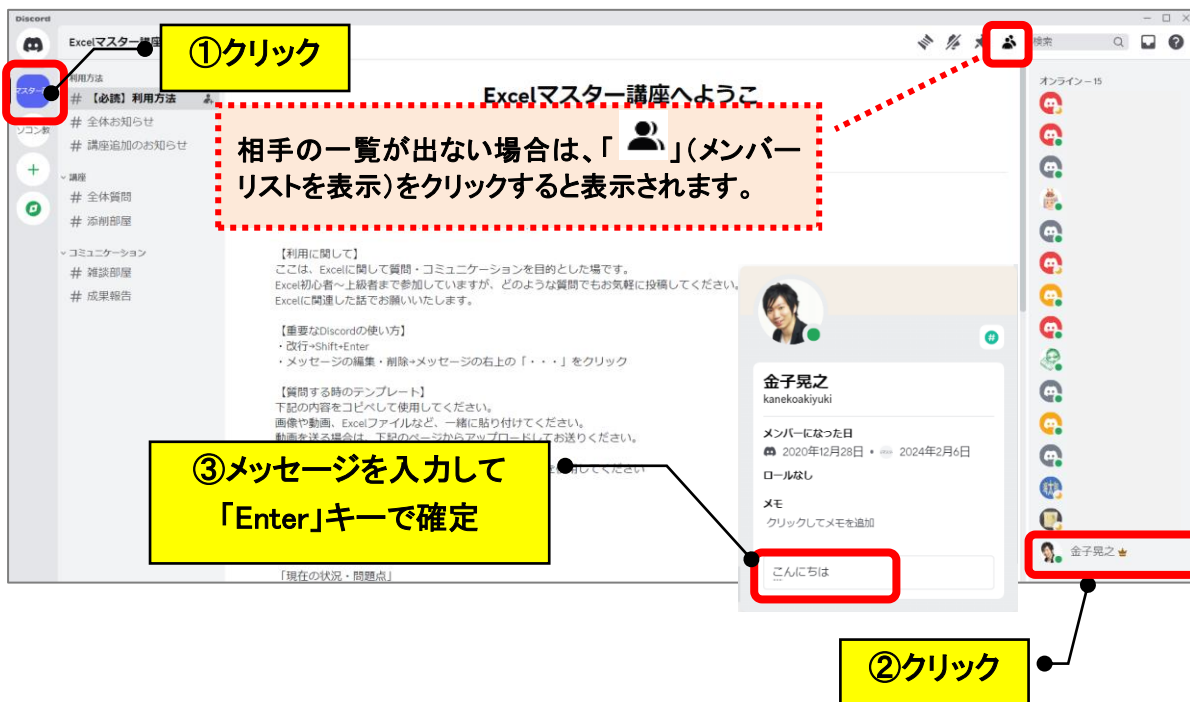 Discord
Excelマスター講座
検索
①クリック
マスター
ソコン教
利用方法
# 【必読】利用方法
# 全体お知らせ
# 講座追加のお知らせ
講座
# 全体質問
# 添削部屋
コミュニケーション
# 雑談部屋
# 成果報告
Excelマスター講座へようこ
相手の一覧が出ない場合は、「 」(メンバー
リストを表示)をクリックすると表示されます。
【利用に関して】
ここは、Excelに関して質問・コミュニケーションを目的とした場です。
Excel初心者~上級者まで参加していますが、どのような質問でもお気軽に投稿してください。
Excelに関連した話でお願いいたします。
【重要なDiscordの使い方】
・改行→Shift+Enter
・メッセージの編集・削除→メッセージの右上の「・・・」をクリック
【質問する時のテンプレート】
下記の内容をコピペして使用してください。
画像や動画、Excelファイルなど、一緒に貼り付けてください。
動画を送る場合は、下記のページからアップロードしてお送りください。
使用してください
「現在の状況・問題点」
③メッセージを入力して
「Enter」キーで確定
金子晃之
kanekoakiyuki
メンバーになった日
2020年12月28日 • 2024年2月6日
ロールなし
メモ
クリックしてメモを追加
こんにちは
オンライン – 15
金子晃之
②クリック